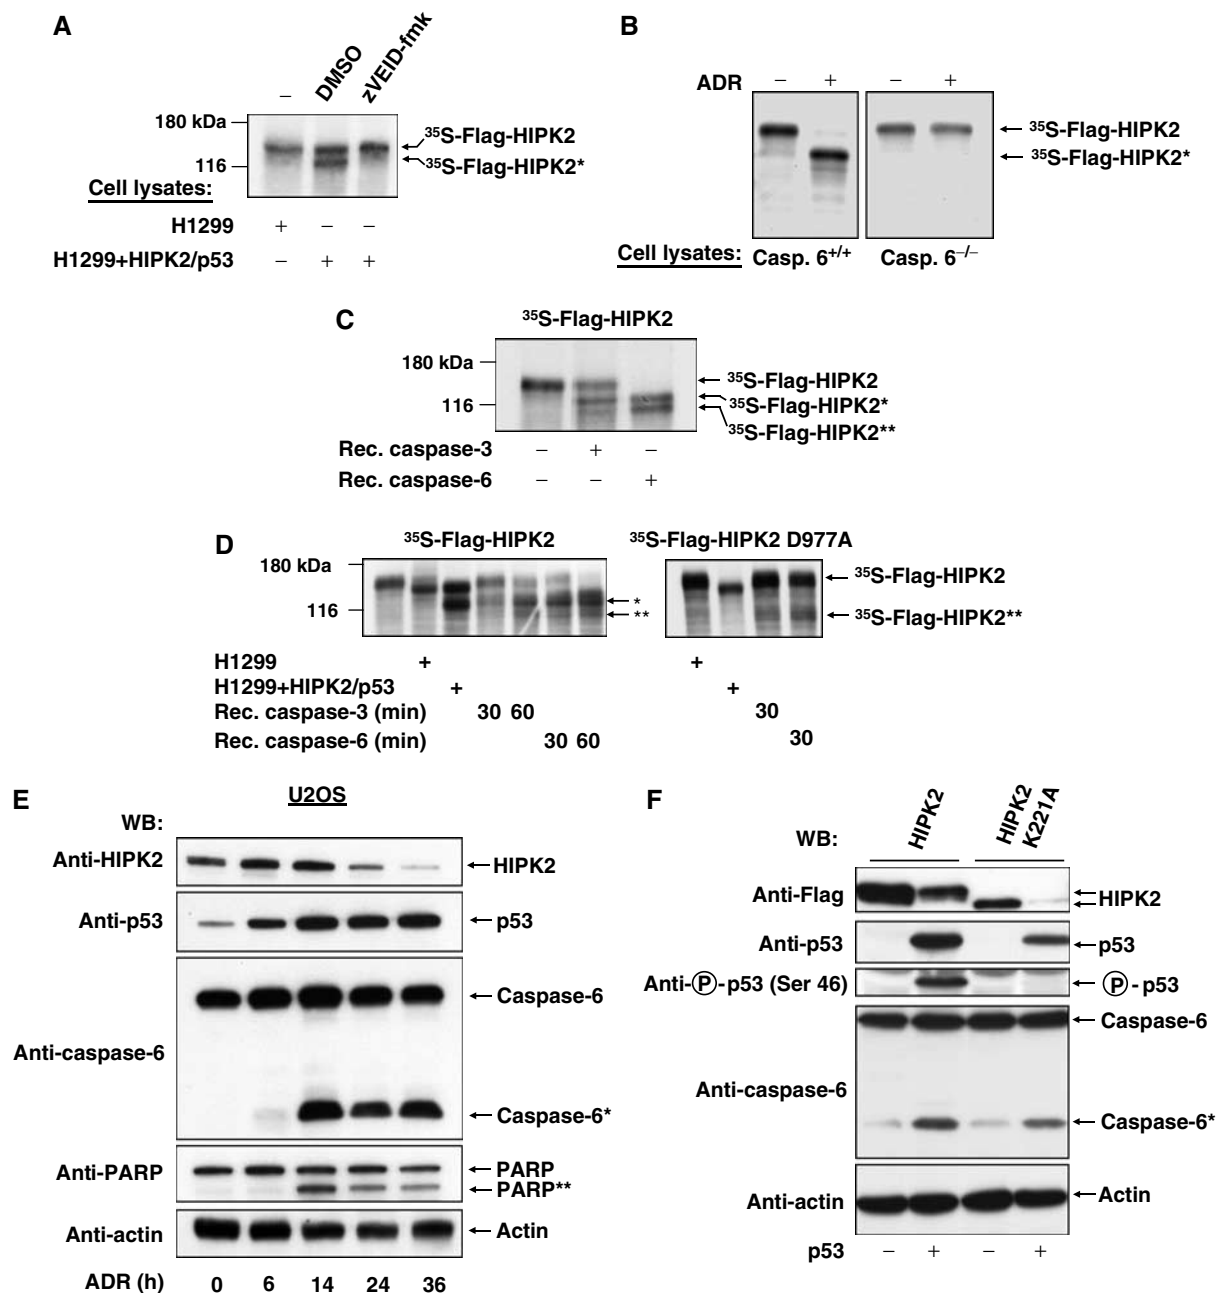 A
– DMSO zVEID-fmk
180 kDa
116
35S-Flag-HIPK2
35S-Flag-HIPK2*
Cell lysates:
H1299 + – –
H1299+HIPK2/p53 – + +
B
ADR – + – +
35S-Flag-HIPK2
35S-Flag-HIPK2*
Cell lysates: Casp. 6+/+ Casp. 6–/–
C
35S-Flag-HIPK2
180 kDa
116
35S-Flag-HIPK2
35S-Flag-HIPK2*
35S-Flag-HIPK2**
Rec. caspase-3 – + –
Rec. caspase-6 – – +
D
35S-Flag-HIPK2 35S-Flag-HIPK2 D977A
180 kDa
116
*
**
35S-Flag-HIPK2
35S-Flag-HIPK2**
H1299 + +
H1299+HIPK2/p53 + +
Rec. caspase-3 (min) 30 60 30
Rec. caspase-6 (min) 30 60 30
E
U2OS
WB:
Anti-HIPK2 HIPK2
Anti-p53 p53
Caspase-6
Anti-caspase-6
Caspase-6*
Anti-PARP PARP
PARP**
Anti-actin Actin
ADR (h) 0 6 14 24 36
F
WB: HIPK2 HIPK2 K221A
Anti-Flag HIPK2
Anti-p53 p53
Anti-Ⓟ-p53 (Ser 46) Ⓟ-p53
Caspase-6
Anti-caspase-6
Caspase-6*
Anti-actin Actin
p53 – + – +